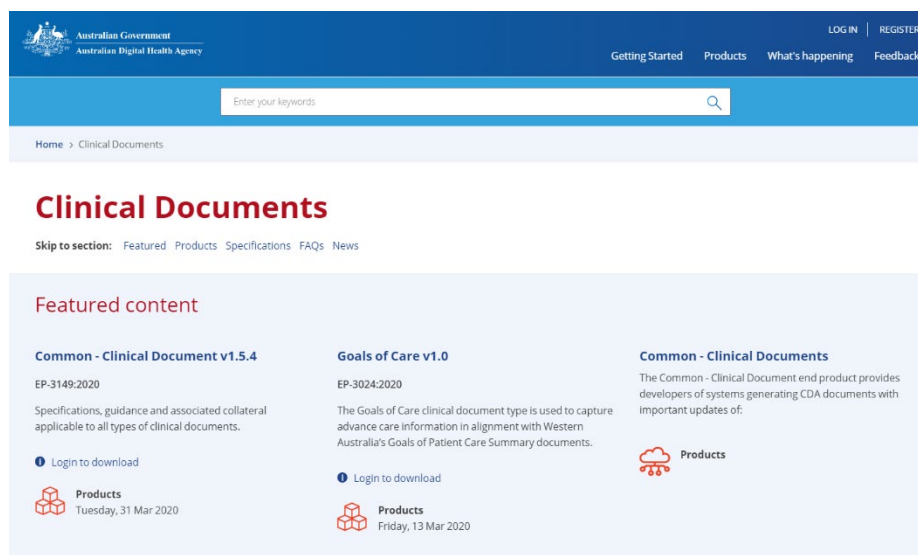 Australian Government
Australian Digital Health Agency
LOG IN
REGISTER
Getting Started
Products
What's happening
Feedback
Enter your keywords
Home > Clinical Documents
Clinical Documents
Skip to section: Featured Products Specifications FAQs News
Featured content
Common - Clinical Document v1.5.4
EP-3149:2020
Specifications, guidance and associated collateral
applicable to all types of clinical documents.
Login to download
Products
Tuesday, 31 Mar 2020
Goals of Care v1.0
EP-3024:2020
The Goals of Care clinical document type is used to capture
advance care information in alignment with Western
Australia's Goals of Patient Care Summary documents.
Login to download
Products
Friday, 13 Mar 2020
Common - Clinical Documents
The Common - Clinical Document end product provides
developers of systems generating CDA documents with
important updates of:
Products